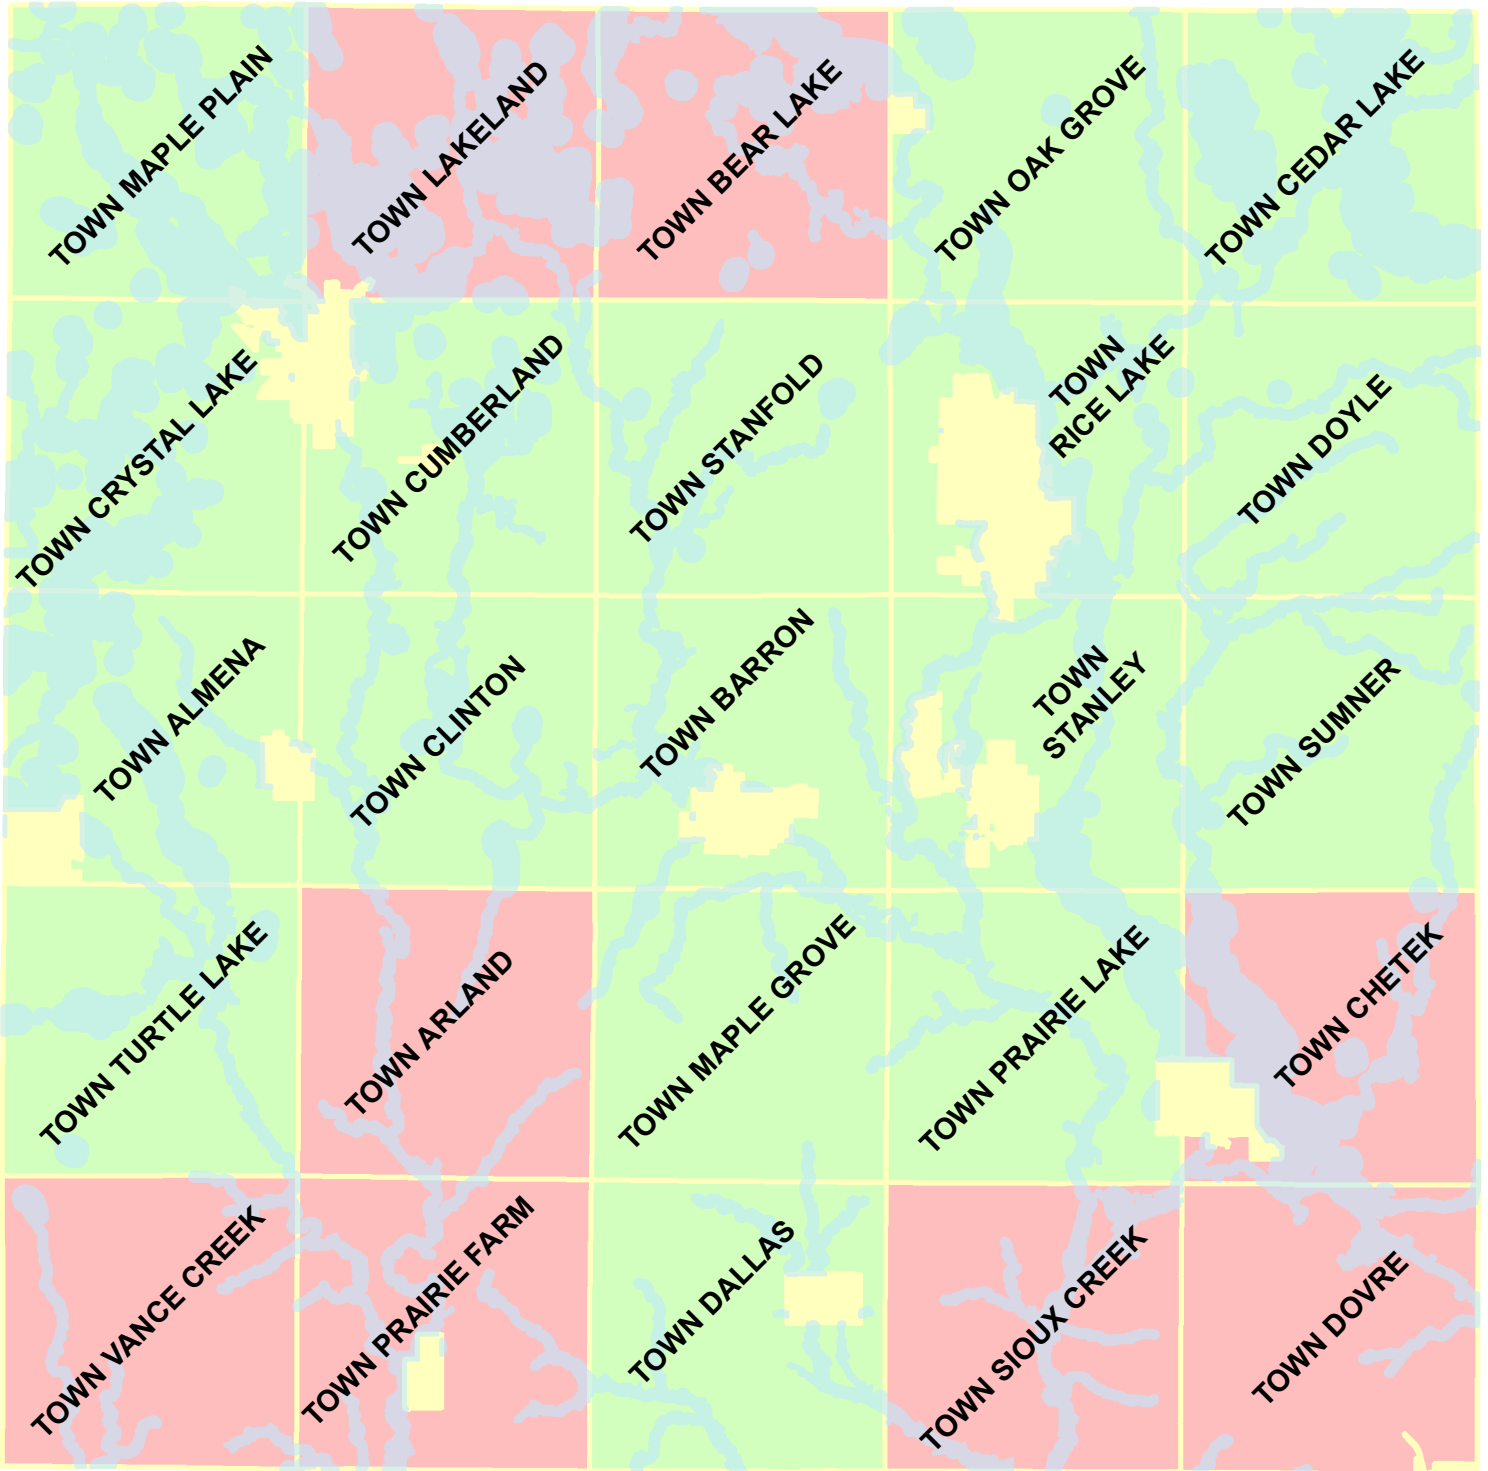 TOWN MAPLE PLAIN
TOWN LAKELAND
TOWN BEAR LAKE
TOWN OAK GROVE
TOWN CEDAR LAKE
TOWN CRYSTAL LAKE
TOWN CUMBERLAND
TOWN STANFOLD
TOWN
RICE LAKE
TOWN DOYLE
TOWN ALMENA
TOWN CLINTON
TOWN BARRON
TOWN
STANLEY
TOWN SUMNER
TOWN TURTLE LAKE
TOWN ARLAND
TOWN MAPLE GROVE
TOWN PRAIRIE LAKE
TOWN CHETEK
TOWN VANCE CREEK
TOWN PRAIRIE FARM
TOWN DALLAS
TOWN SIOUX CREEK
TOWN DOVRE